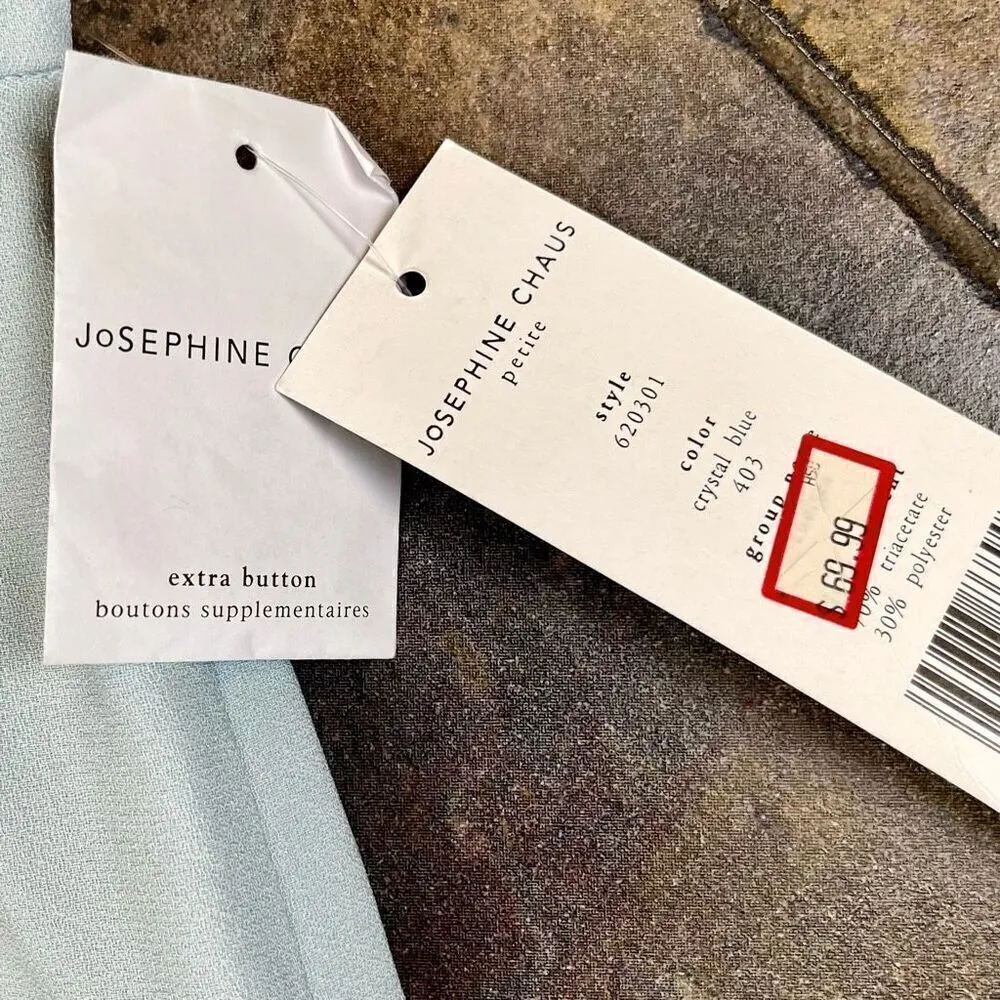 JoSEPHINE
extra button
boutons supplementaires
JOSEPHINE CHAUS
petite
style
620301
color
crystal blue
403
group
$69.99
triacetate
30% polyester